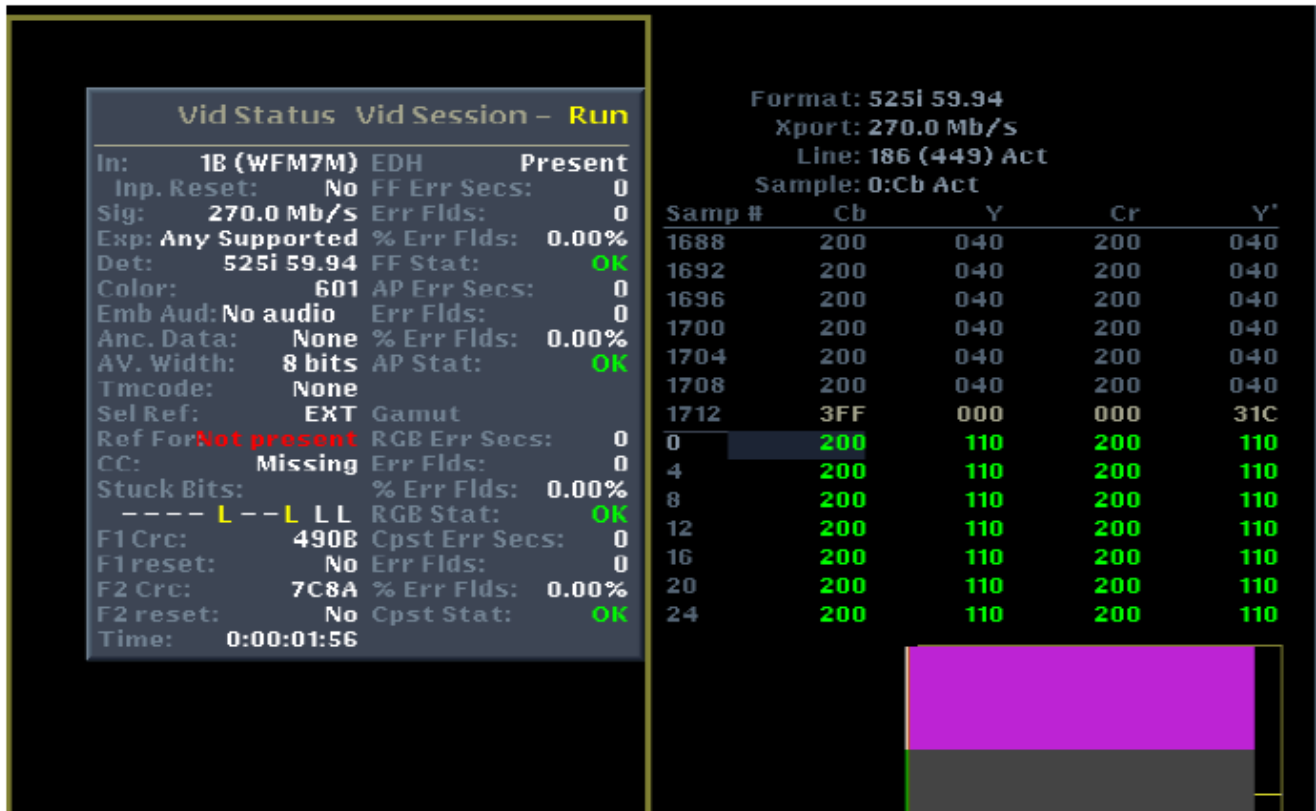 Vid Status Vid Session – Run
In: 1B (WFM7M) EDH Present
Inp. Reset: No FF Err Secs: 0
Sig: 270.0 Mb/s Err Flds: 0
Exp: Any Supported % Err Flds: 0.00%
Det: 525i 59.94 FF Stat: OK
Color: 601 AP Err Secs: 0
Emb Aud: No audio Err Flds: 0
Anc. Data: None % Err Flds: 0.00%
AV. Width: 8 bits AP Stat: OK
Tmcode: None
Sel Ref: EXT Gamut
Ref For Not present RGB Err Secs: 0
CC: Missing Err Flds: 0
Stuck Bits: % Err Flds: 0.00%
– – – – L – – L L L RGB Stat: OK
F1 Crc: 490B Cpst Err Secs: 0
F1 reset: No Err Flds: 0
F2 Crc: 7C8A % Err Flds: 0.00%
F2 reset: No Cpst Stat: OK
Time: 0:00:01:56
Format: 525i 59.94
Xport: 270.0 Mb/s
Line: 186 (449) Act
Sample: 0:Cb Act
Samp # Cb Y Cr Y'
1688 200 040 200 040
1692 200 040 200 040
1696 200 040 200 040
1700 200 040 200 040
1704 200 040 200 040
1708 200 040 200 040
1712 3FF 000 000 31C
0 200 110 200 110
4 200 110 200 110
8 200 110 200 110
12 200 110 200 110
16 200 110 200 110
20 200 110 200 110
24 200 110 200 110